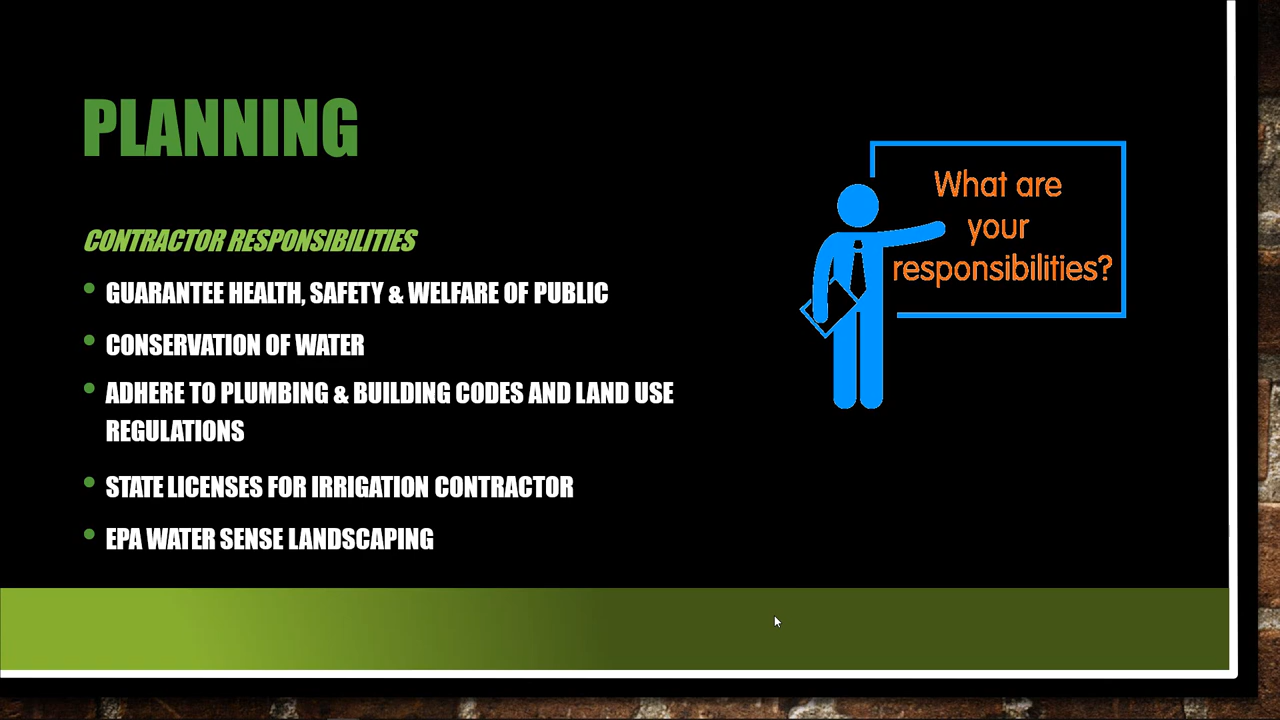 PLANNING
CONTRACTOR RESPONSIBILITIES
GUARANTEE HEALTH, SAFETY & WELFARE OF PUBLIC
CONSERVATION OF WATER
ADHERE TO PLUMBING & BUILDING CODES AND LAND USE
REGULATIONS
STATE LICENSES FOR IRRIGATION CONTRACTOR
EPA WATER SENSE LANDSCAPING
What are
your
responsibilities?